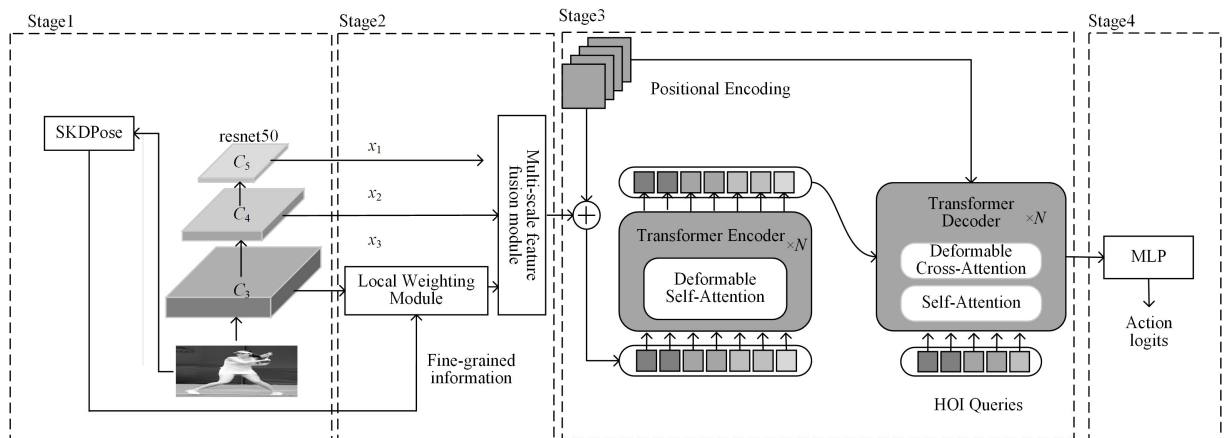 Stage1
Stage2
Stage3
Stage4
SKDPose
resnet50
C5
C4
C3
x1
x2
x3
Local Weighting
Module
Fine-grained
information
Multi-scale feature
fusion module
Positional Encoding
Transformer Encoder ×N
Deformable
Self-Attention
Transformer
Decoder ×N
Deformable
Cross-Attention
Self-Attention
HOI Queries
MLP
Action
logits